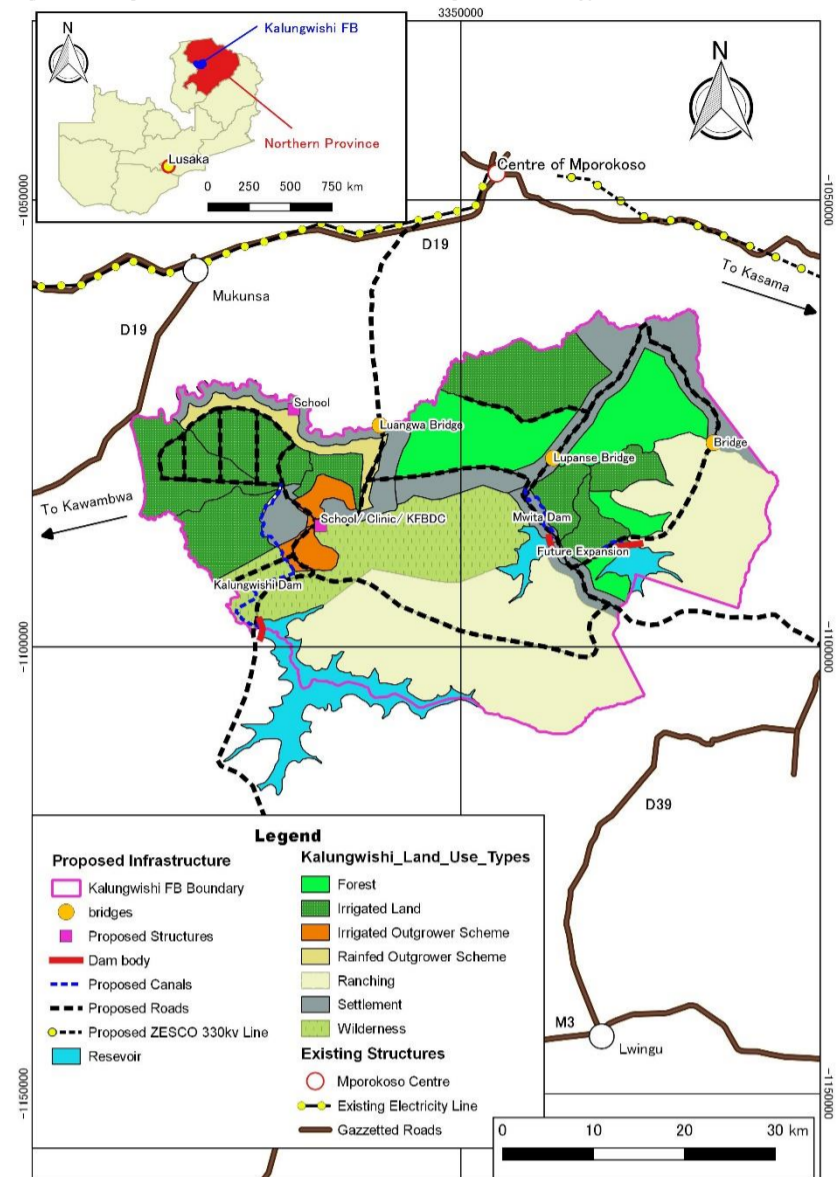 3350000
N
Kalungwishi FB
Northern Province
Lusaka
0 250 500 750 km
N
Centre of Mporokoso
-1050000
-1050000
D19
To Kasama
Mukunsa
D19
School
Luangwa Bridge
Lupanse Bridge
Bridge
To Kawambwa
School/ Clinic/ KFBDC
Mwita Dam
Future Expansion
Kalungwishi Dam
-1100000
-1100000
D39
M3
Lwingu
-1150000
-1150000
Legend
Proposed Infrastructure
Kalungwishi FB Boundary
bridges
Proposed Structures
Dam body
Proposed Canals
Proposed Roads
Proposed ZESCO 330kv Line
Resevoir
Kalungwishi_Land_Use_Types
Forest
Irrigated Land
Irrigated Outgrower Scheme
Rainfed Outgrower Scheme
Ranching
Settlement
Wilderness
Existing Structures
Mporokoso Centre
Existing Electricity Line
Gazzetted Roads
0 10 20 30 km